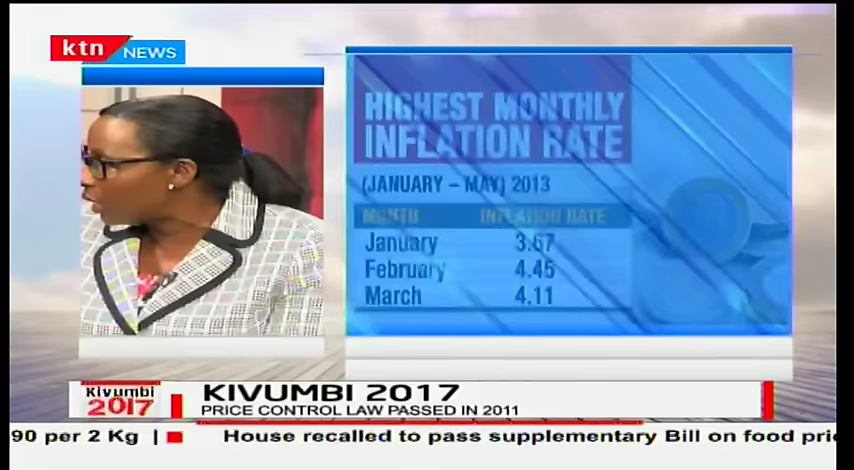 ktn NEWS
HIGHEST MONTHLY
INFLATION RATE
(JANUARY – MAY) 2013
MONTH INFLATION RATE
January 3.67
February 4.45
March 4.11
Kivumbi
2017
KIVUMBI 2017
PRICE CONTROL LAW PASSED IN 2011
90 per 2 Kg | House recalled to pass supplementary Bill on food pri